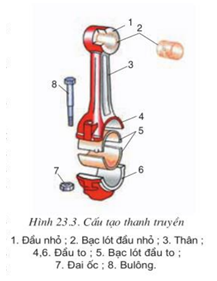 1
2
3
8
4
5
7
6
Hình 23.3. Cấu tạo thanh truyền
1. Đầu nhỏ ; 2. Bạc lót đầu nhỏ ; 3. Thân ;
4,6. Đầu to ; 5. Bạc lót đầu to ;
7. Đai ốc ; 8. Bulông.